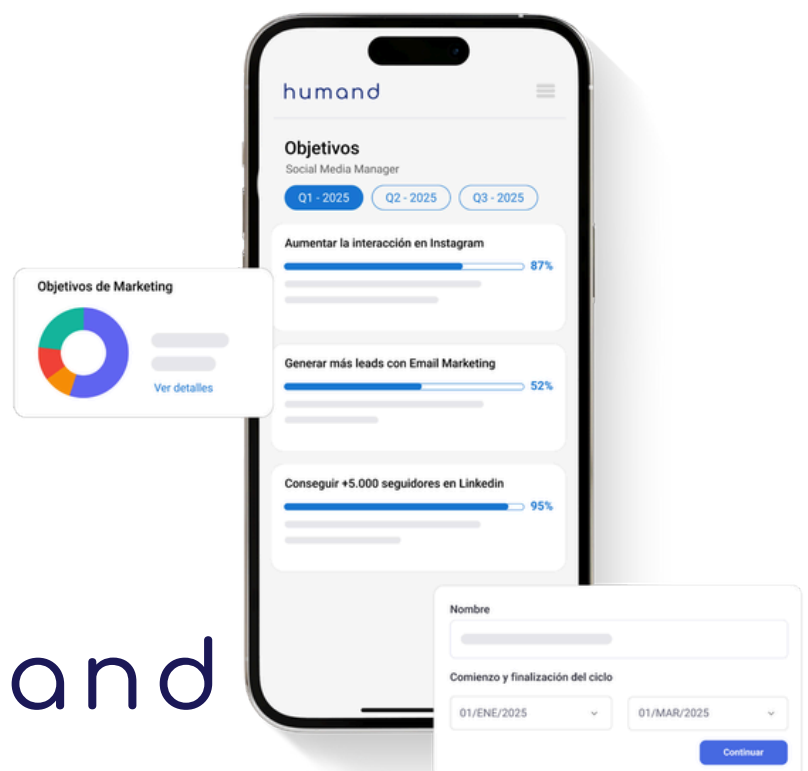 humand
Objetivos
Social Media Manager
Q1 - 2025 Q2 - 2025 Q3 - 2025
Aumentar la interacción en Instagram
87%
Objetivos de Marketing
Ver detalles
Generar más leads con Email Marketing
52%
Conseguir +5.000 seguidores en Linkedin
95%
Nombre
Comienzo y finalización del ciclo
01/ENE/2025 01/MAR/2025
Continuar
and